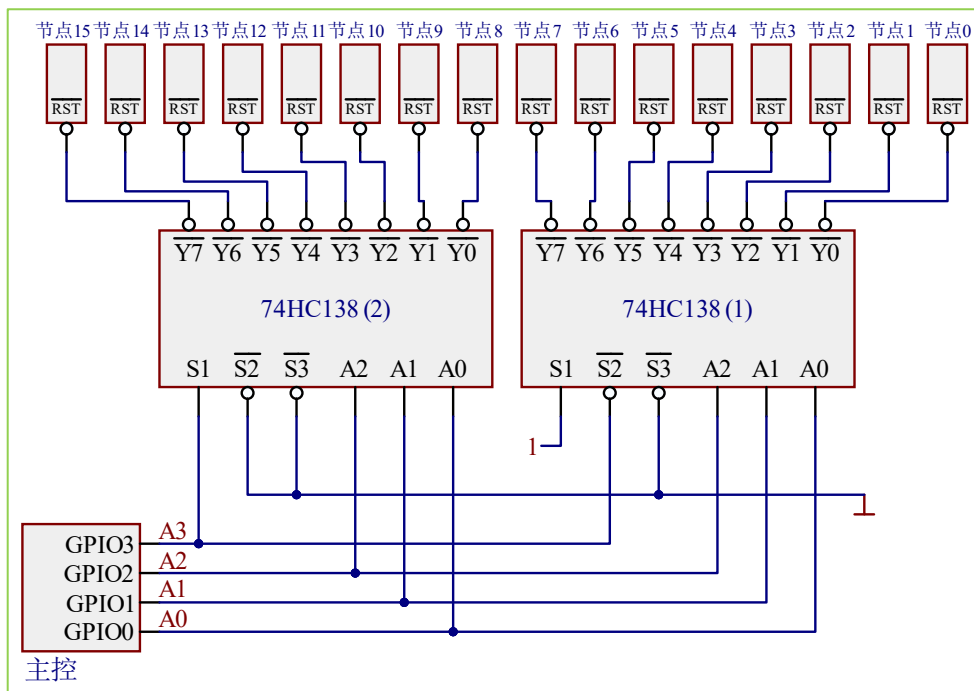 节点15 节点14 节点13 节点12 节点11 节点10 节点9 节点8 节点7 节点6 节点5 节点4 节点3 节点2 节点1 节点0
RST RST RST RST RST RST RST RST RST RST RST RST RST RST RST RST
Y7 Y6 Y5 Y4 Y3 Y2 Y1 Y0 Y7 Y6 Y5 Y4 Y3 Y2 Y1 Y0
74HC138 (2) 74HC138 (1)
S1 S2 S3 A2 A1 A0 S1 S2 S3 A2 A1 A0
1
GPIO3 A3
GPIO2 A2
GPIO1 A1
GPIO0 A0
主控